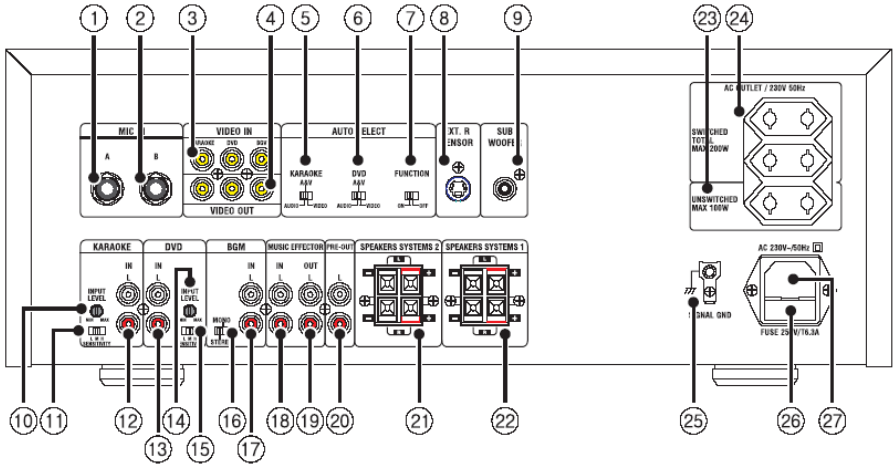 1 2 3 4 5 6 7 8 9 23 24
AC OUTLET / 230V 50Hz
MIC IN
A B
VIDEO IN
KARAOKE DVD BGM
VIDEO OUT
AUTO SELECT
KARAOKE
A&V
AUDIO VIDEO
DVD
A&V
AUDIO VIDEO
FUNCTION
ON OFF
EXT. R
SENSOR
SUB
WOOFER
SWITCHED
TOTAL
MAX 200W
UNSWITCHED
MAX 100W
KARAOKE
IN
L
INPUT
LEVEL
MIN MAX
L M H
SENSITIVITY
DVD
IN
L
INPUT
LEVEL
MIN MAX
L M H
SENSITIVITY
BGM
IN
L
MONO
STEREO
MUSIC EFFECTOR
IN OUT
L L
PRE-OUT
L
SPEAKERS SYSTEMS 2
SPEAKERS SYSTEMS 1
SIGNAL GND
AC 230V~/50Hz
FUSE 250V/T6.3A
10 11 12 13 14 15 16 17 18 19 20 21 22 25 26 27